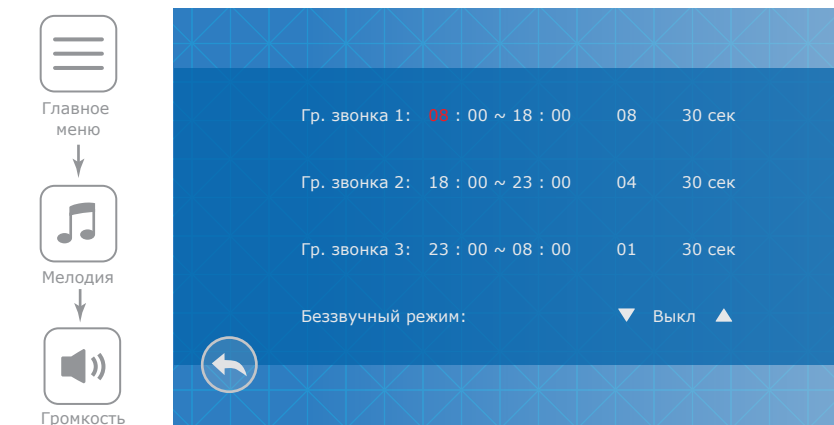 Главное
меню
Мелодия
Громкость
Гр. звонка 1: 08 : 00 ~ 18 : 00 08 30 сек
Гр. звонка 2: 18 : 00 ~ 23 : 00 04 30 сек
Гр. звонка 3: 23 : 00 ~ 08 : 00 01 30 сек
Беззвучный режим: ▼ Выкл ▲